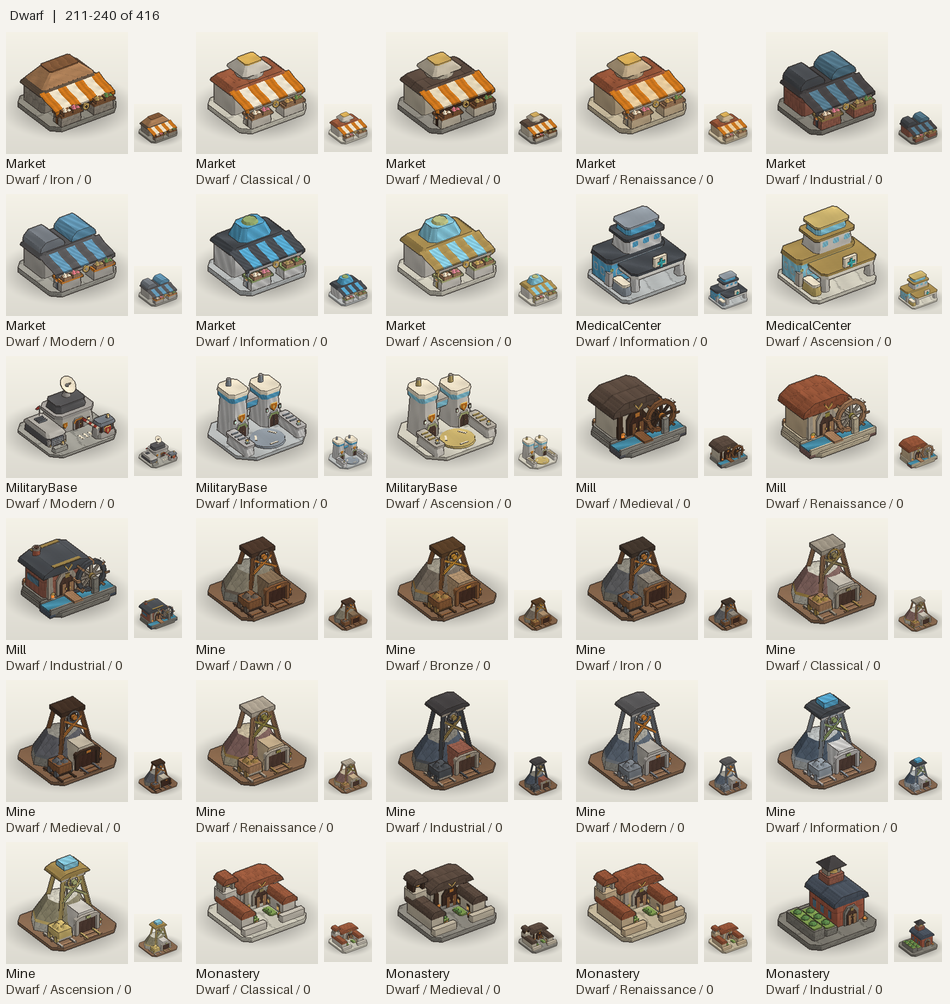 Dwarf | 211-240 of 416
Market
Dwarf / Iron / 0
Market
Dwarf / Classical / 0
Market
Dwarf / Medieval / 0
Market
Dwarf / Renaissance / 0
Market
Dwarf / Industrial / 0
Market
Dwarf / Modern / 0
Market
Dwarf / Information / 0
Market
Dwarf / Ascension / 0
MedicalCenter
Dwarf / Information / 0
MedicalCenter
Dwarf / Ascension / 0
MilitaryBase
Dwarf / Modern / 0
MilitaryBase
Dwarf / Information / 0
MilitaryBase
Dwarf / Ascension / 0
Mill
Dwarf / Medieval / 0
Mill
Dwarf / Renaissance / 0
Mill
Dwarf / Industrial / 0
Mine
Dwarf / Dawn / 0
Mine
Dwarf / Bronze / 0
Mine
Dwarf / Iron / 0
Mine
Dwarf / Classical / 0
Mine
Dwarf / Medieval / 0
Mine
Dwarf / Renaissance / 0
Mine
Dwarf / Industrial / 0
Mine
Dwarf / Modern / 0
Mine
Dwarf / Information / 0
Mine
Dwarf / Ascension / 0
Monastery
Dwarf / Classical / 0
Monastery
Dwarf / Medieval / 0
Monastery
Dwarf / Renaissance / 0
Monastery
Dwarf / Industrial / 0